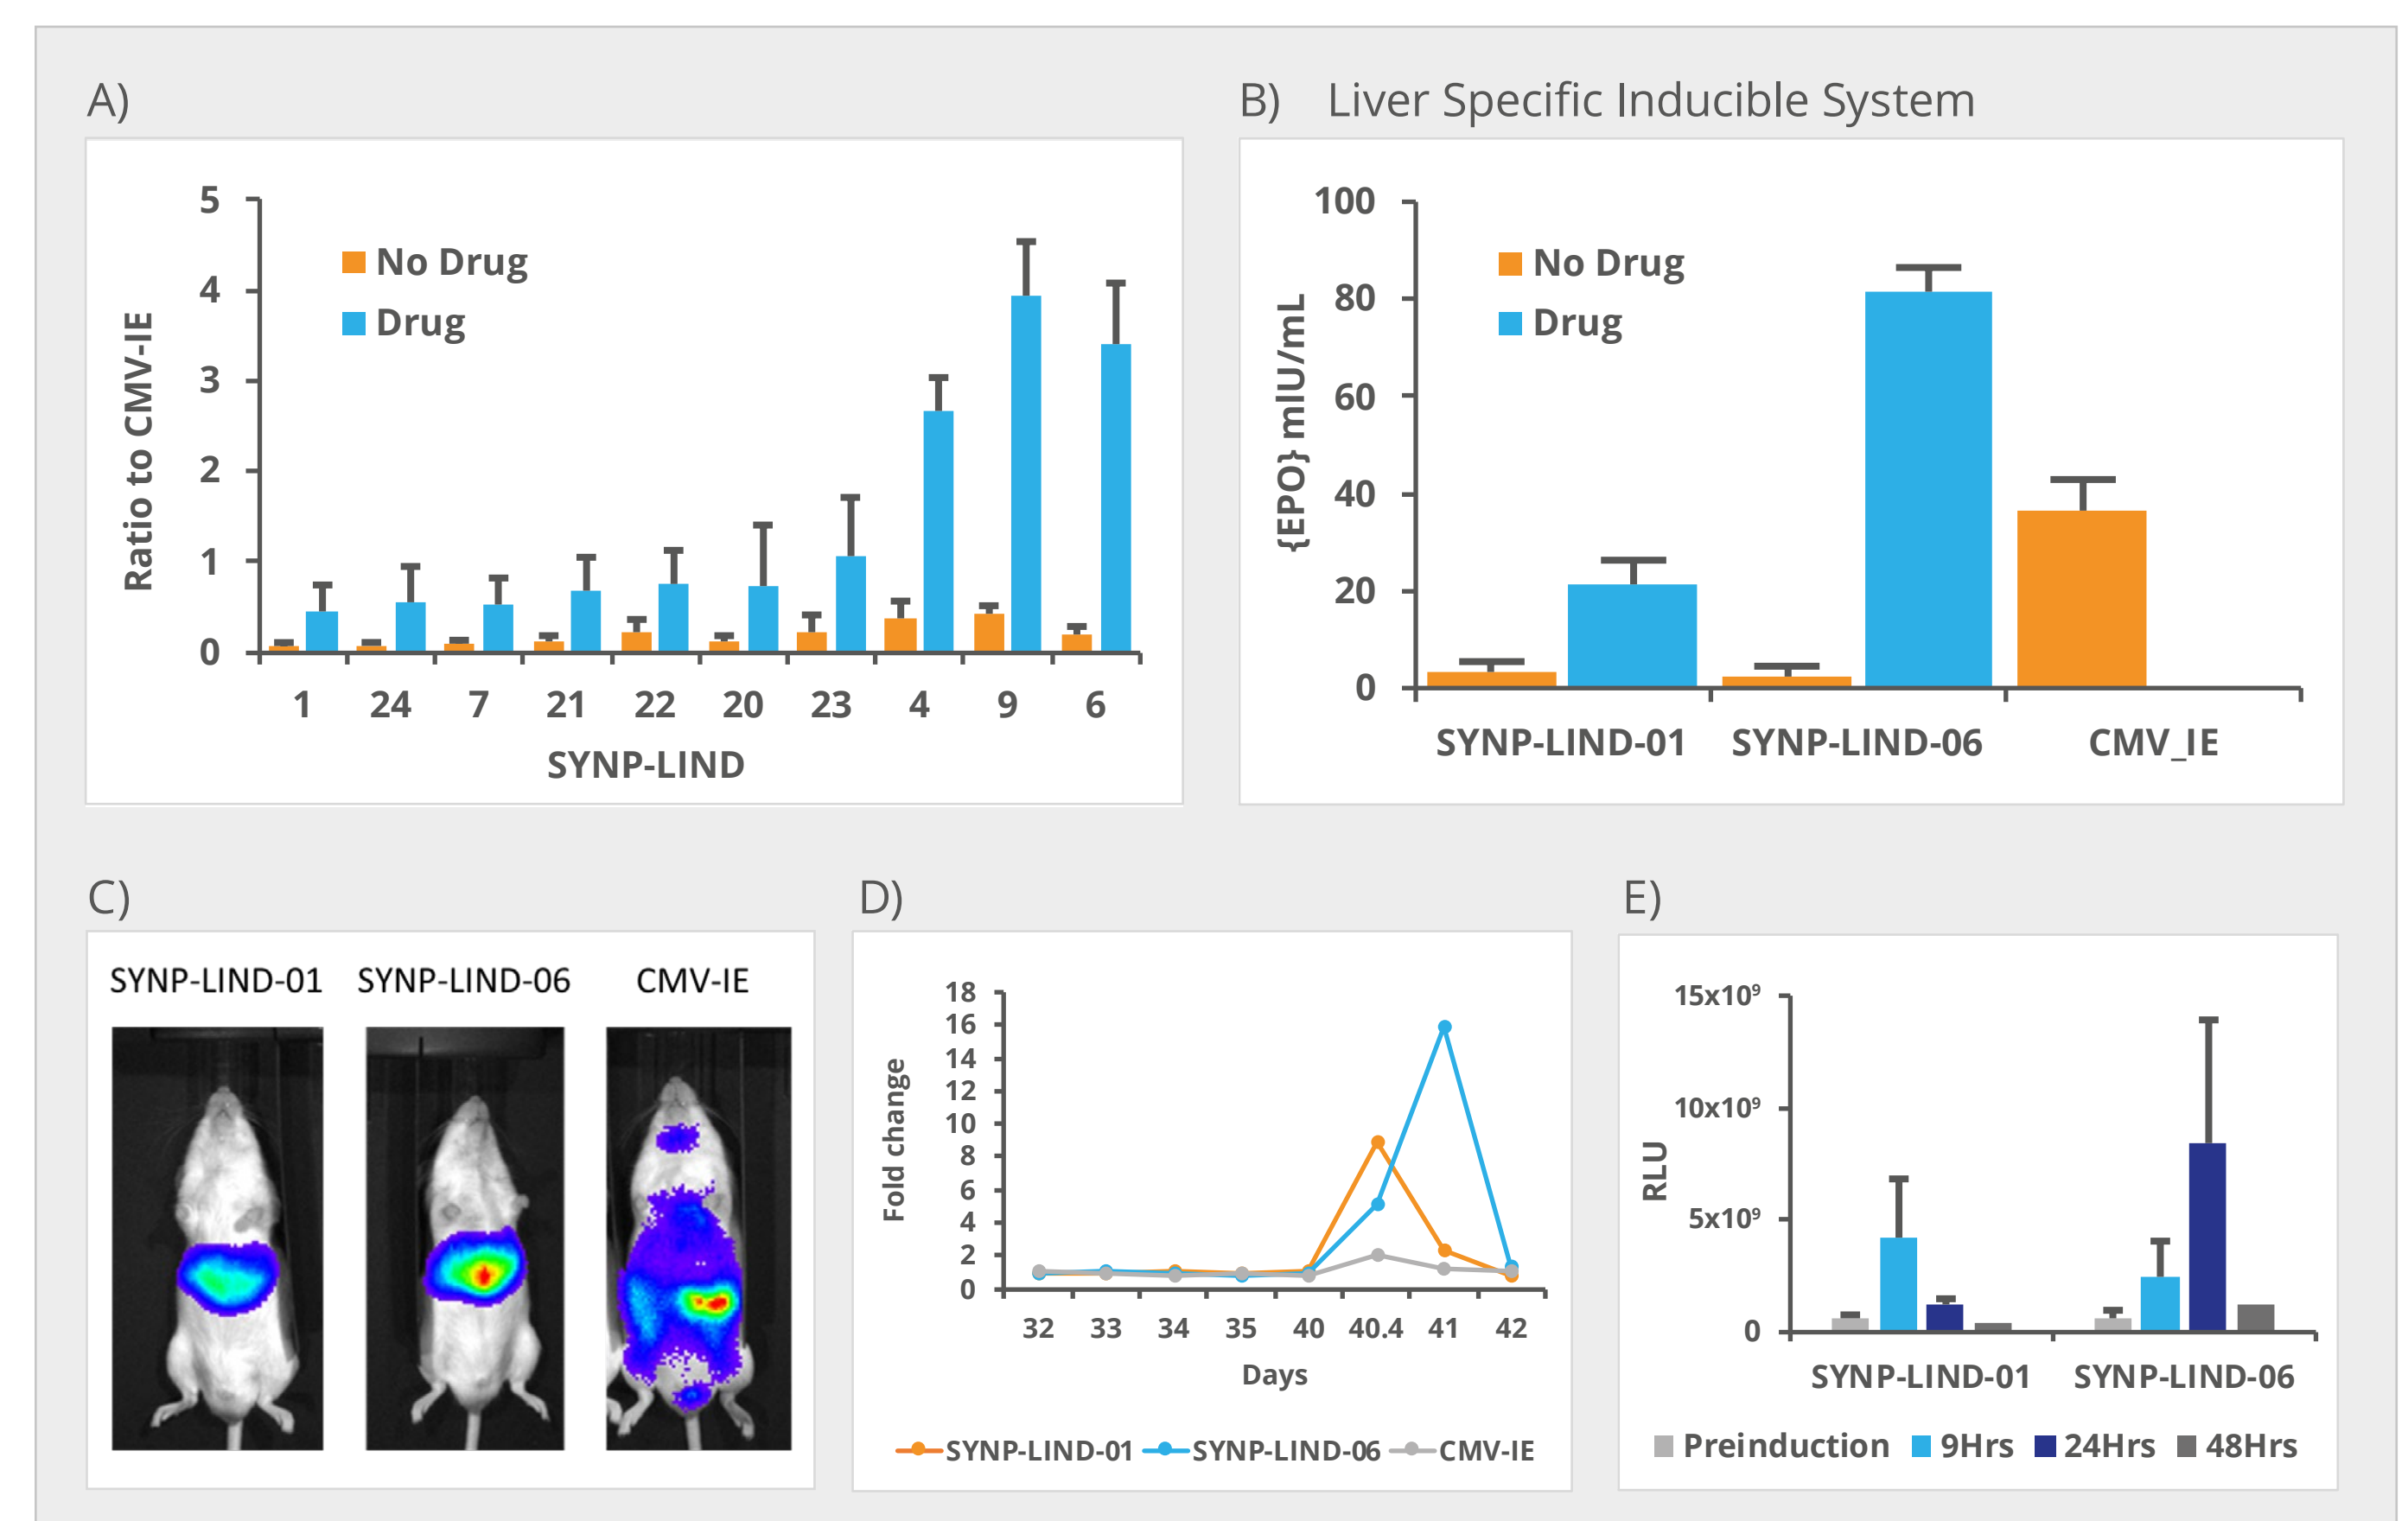 A)
5
4
3
2
1
0
Ratio to CMV-IE
No Drug
Drug
1 24 7 21 22 20 23 4 9 6
SYNP-LIND
B) Liver Specific Inducible System
100
80
60
40
20
0
{EPO} mIU/mL
No Drug
Drug
SYNP-LIND-01 SYNP-LIND-06 CMV_IE
C)
SYNP-LIND-01 SYNP-LIND-06 CMV-IE
D)
18
16
14
12
10
8
6
4
2
0
Fold change
32 33 34 35 40 40.4 41 42
Days
SYNP-LIND-01 SYNP-LIND-06 CMV-IE
E)
15x10⁹
10x10⁹
5x10⁹
0
RLU
SYNP-LIND-01 SYNP-LIND-06
Preinduction 9Hrs 24Hrs 48Hrs